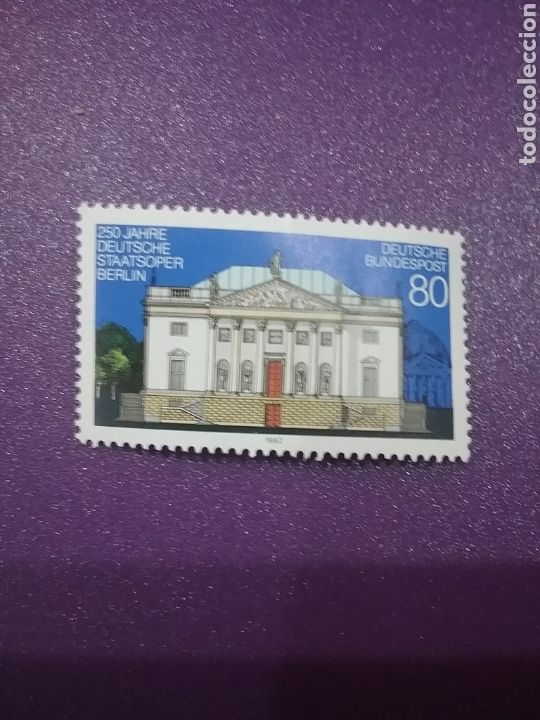 todocoleccion
250 JAHRE
DEUTSCHE
STAATSOPER
BERLIN
DEUTSCHE
BUNDESPOST
80
1992